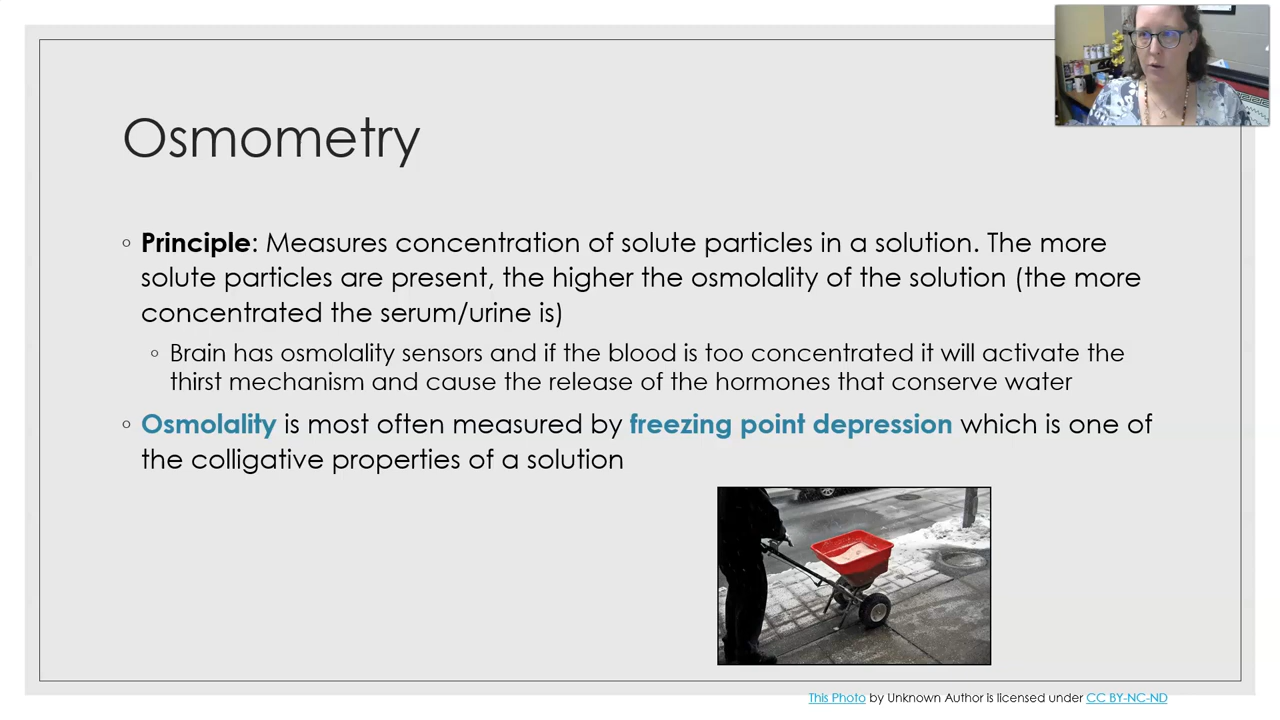 Osmometry
◦ Principle: Measures concentration of solute particles in a solution. The more
solute particles are present, the higher the osmolality of the solution (the more
concentrated the serum/urine is)
◦ Brain has osmolality sensors and if the blood is too concentrated it will activate the
thirst mechanism and cause the release of the hormones that conserve water
◦ Osmolality is most often measured by freezing point depression which is one of
the colligative properties of a solution
This Photo by Unknown Author is licensed under CC BY-NC-ND